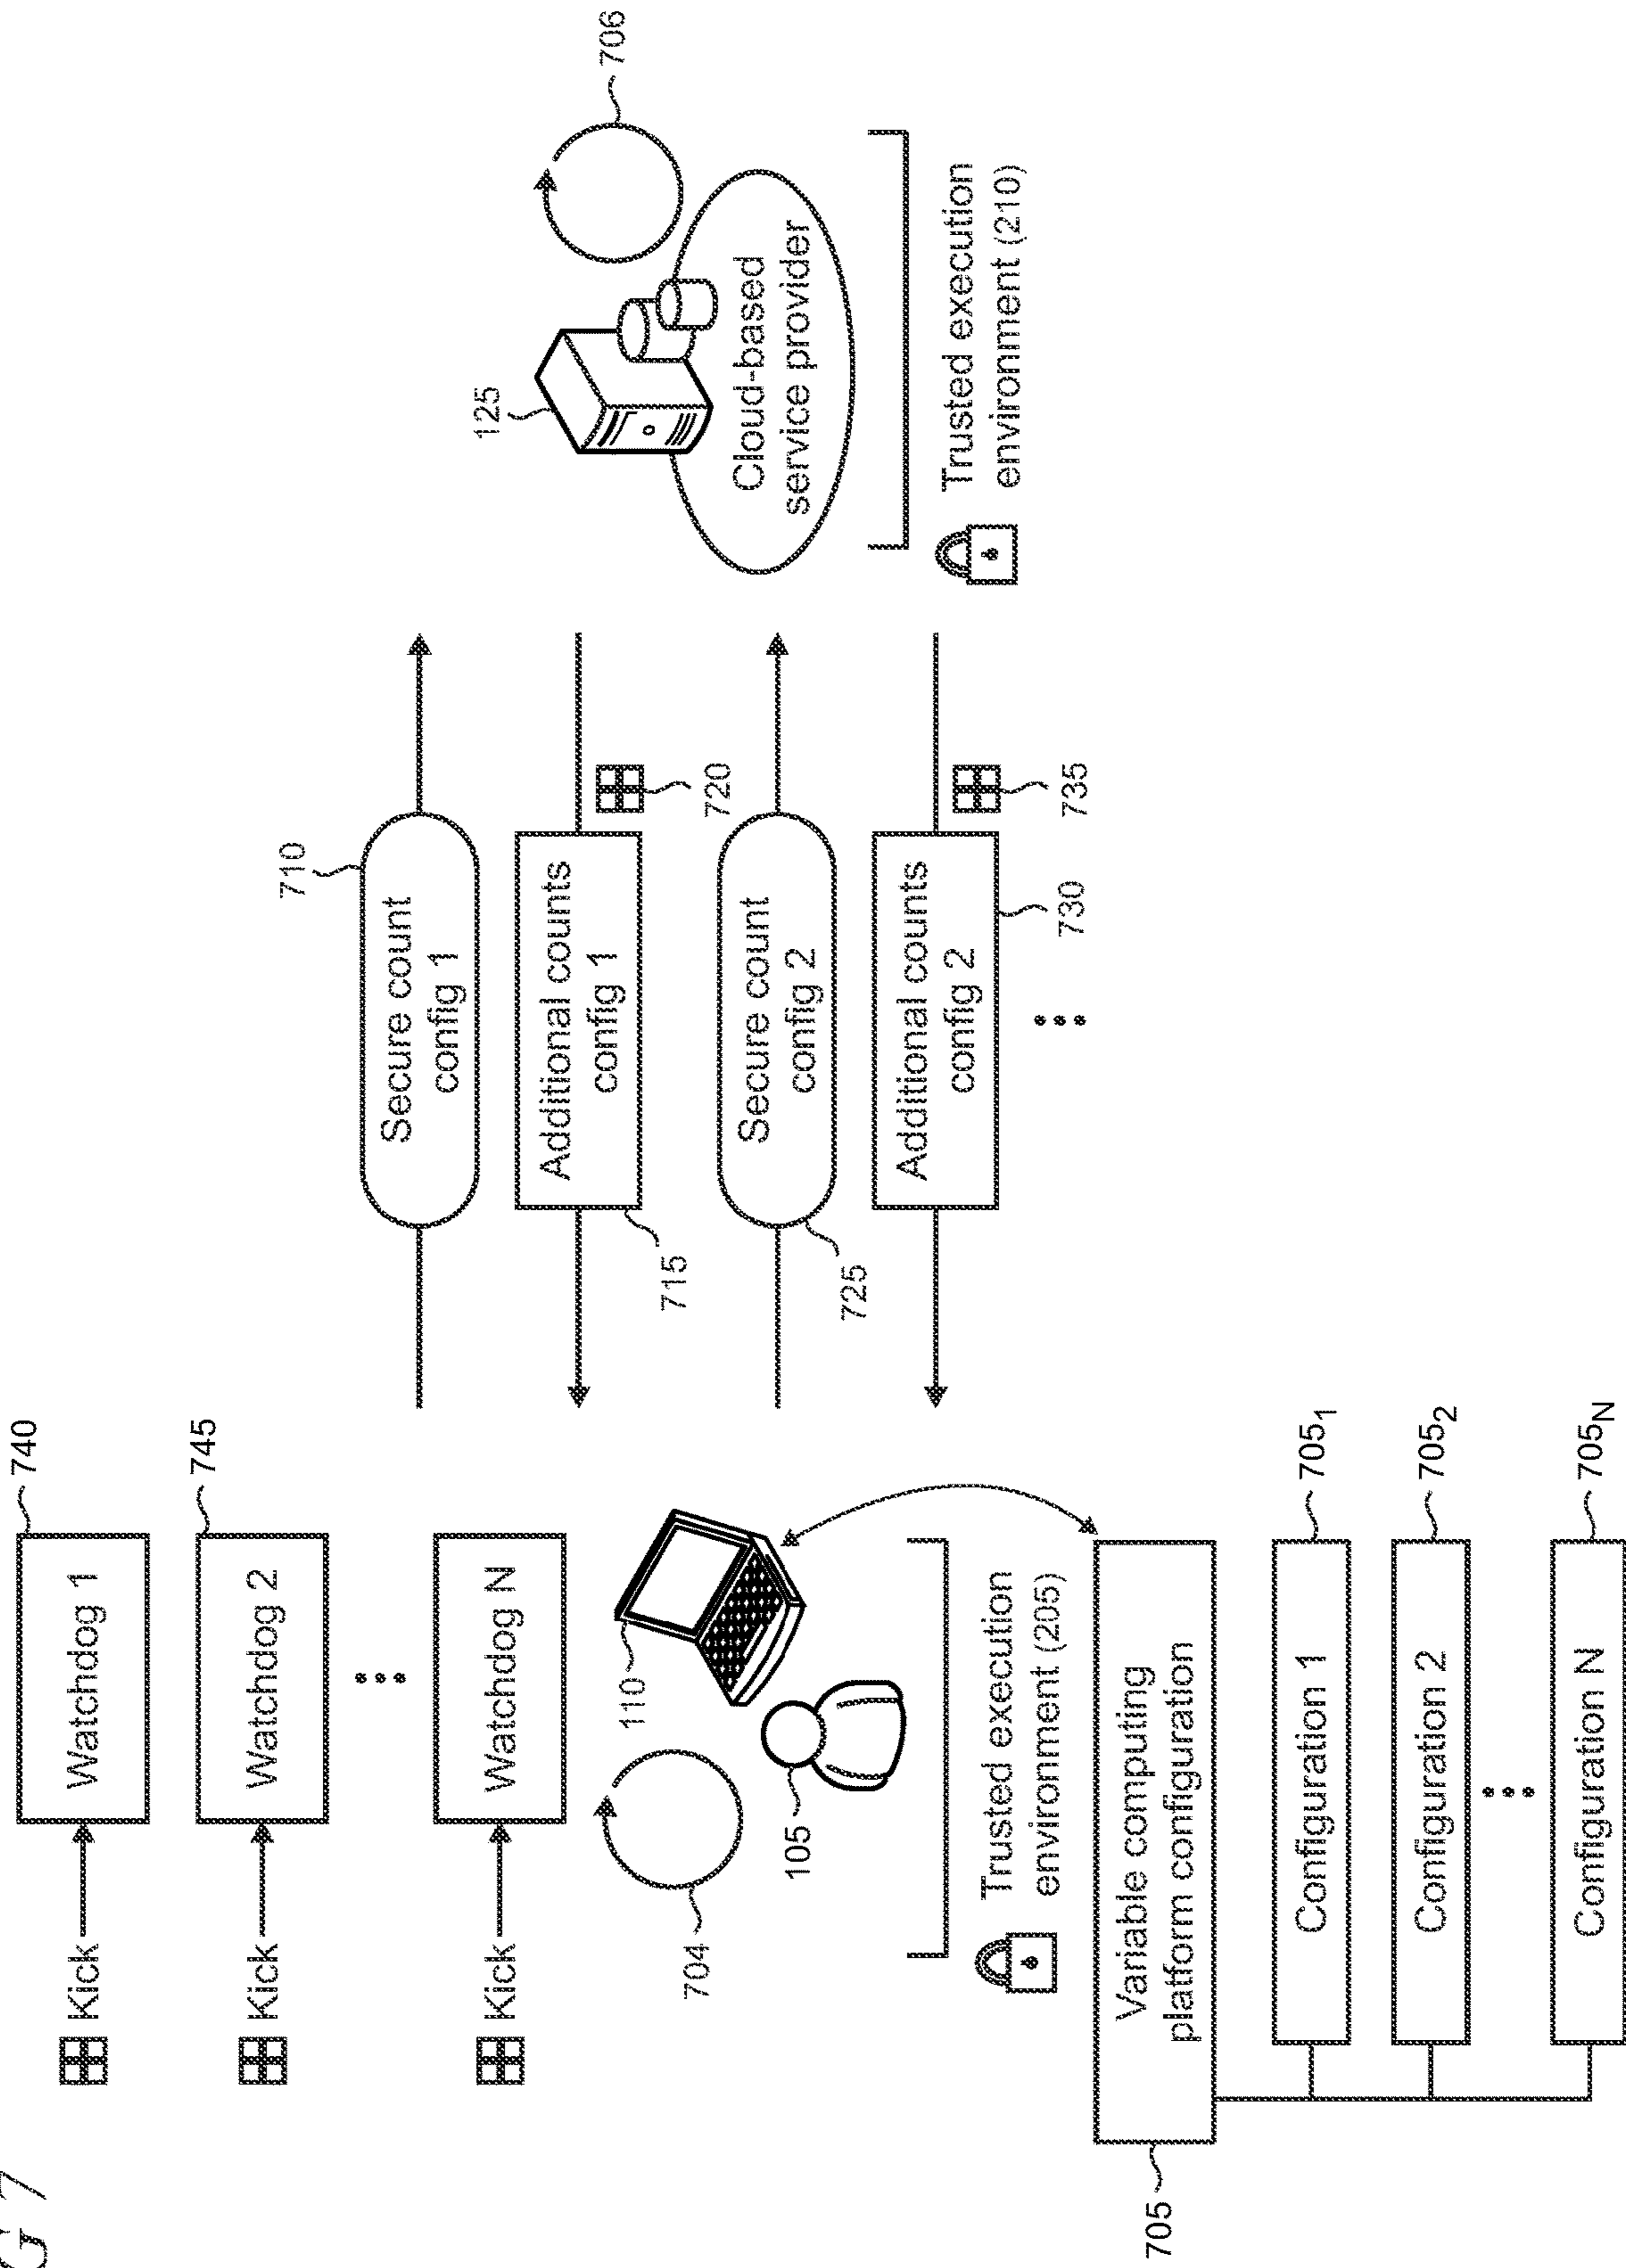 G 7
Kick
Watchdog 1
740
Kick
Watchdog 2
745
Kick
Watchdog N
704
110
105
Trusted execution
environment (205)
Secure count
config 1
710
Additional counts
config 1
715
720
Secure count
config 2
725
Additional counts
config 2
730
735
125
706
Cloud-based
service provider
Trusted execution
environment (210)
Variable computing
platform configuration
705
Configuration 1
705₁
Configuration 2
705₂
Configuration N
705_N